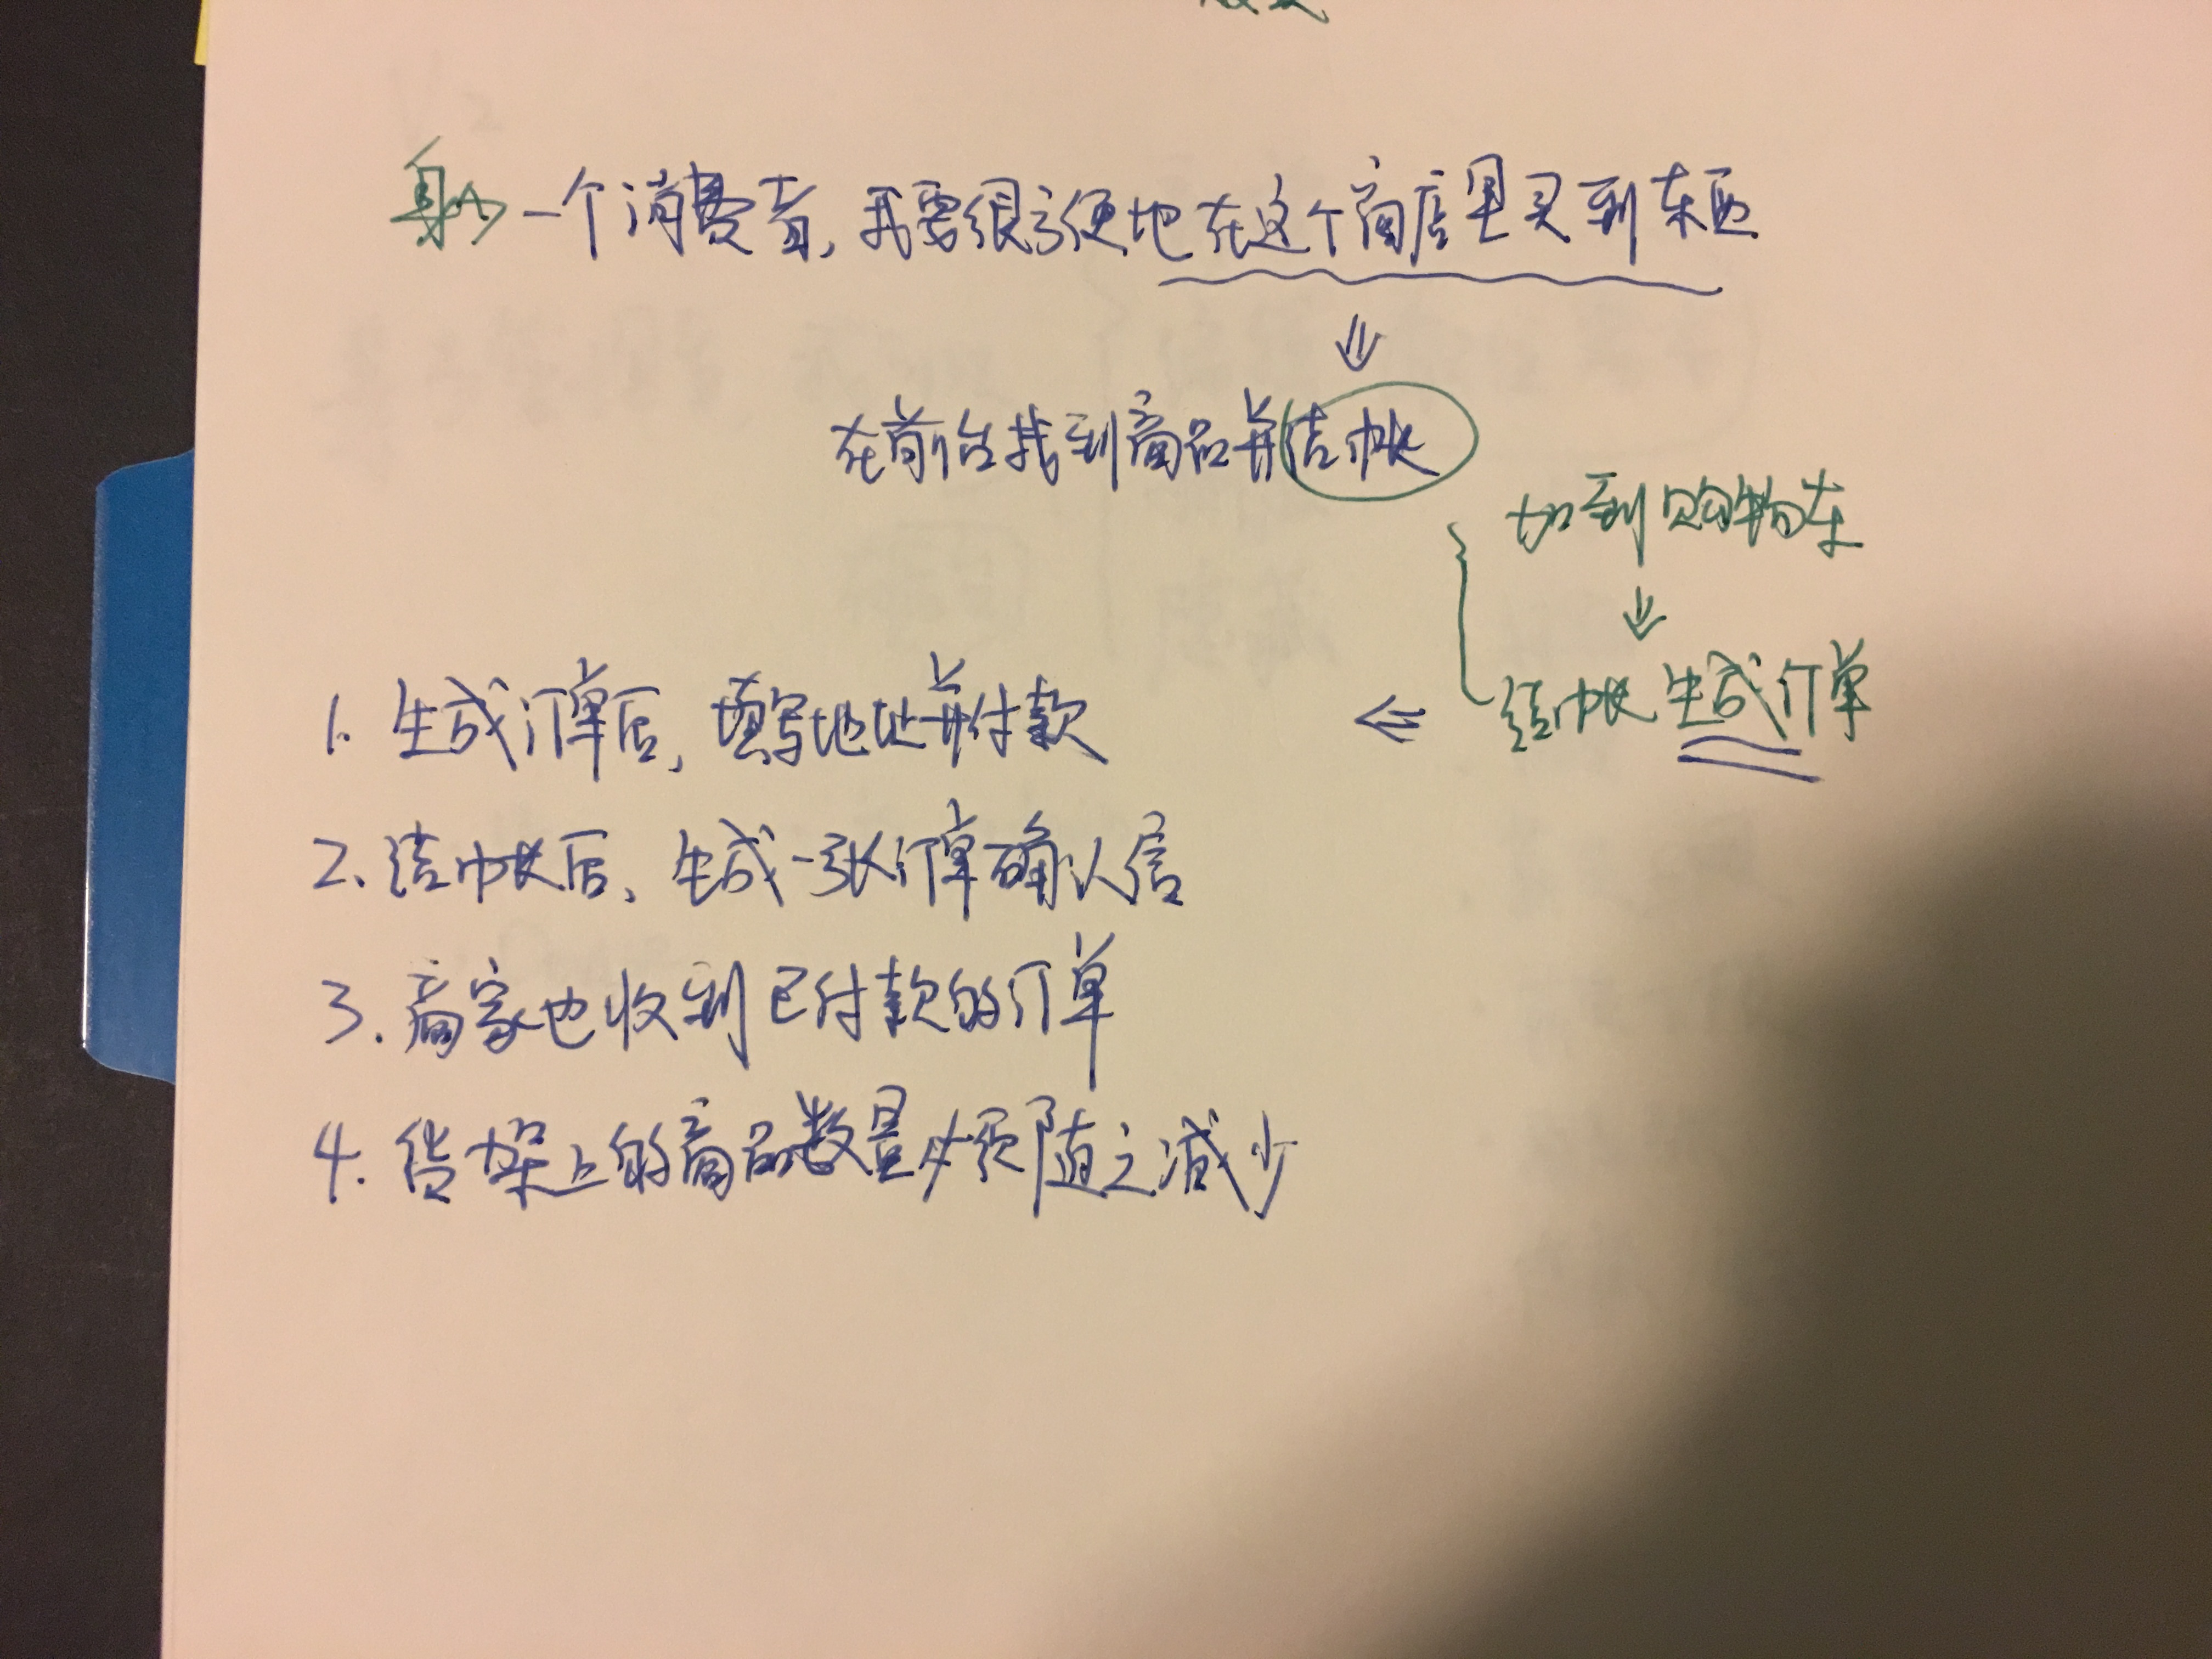 身为一个消费者,我要很方便地在这个商店里买到东西
⇓
在前台找到商品并结帐
加到购物车
⇓
结帐生成订单
⇐
1. 生成订单后,填写地址并付款
2. 结帐后、生成一张订单确认信
3. 商家也收到已付款的订单
4. 货架上的商品数量必须随之减少